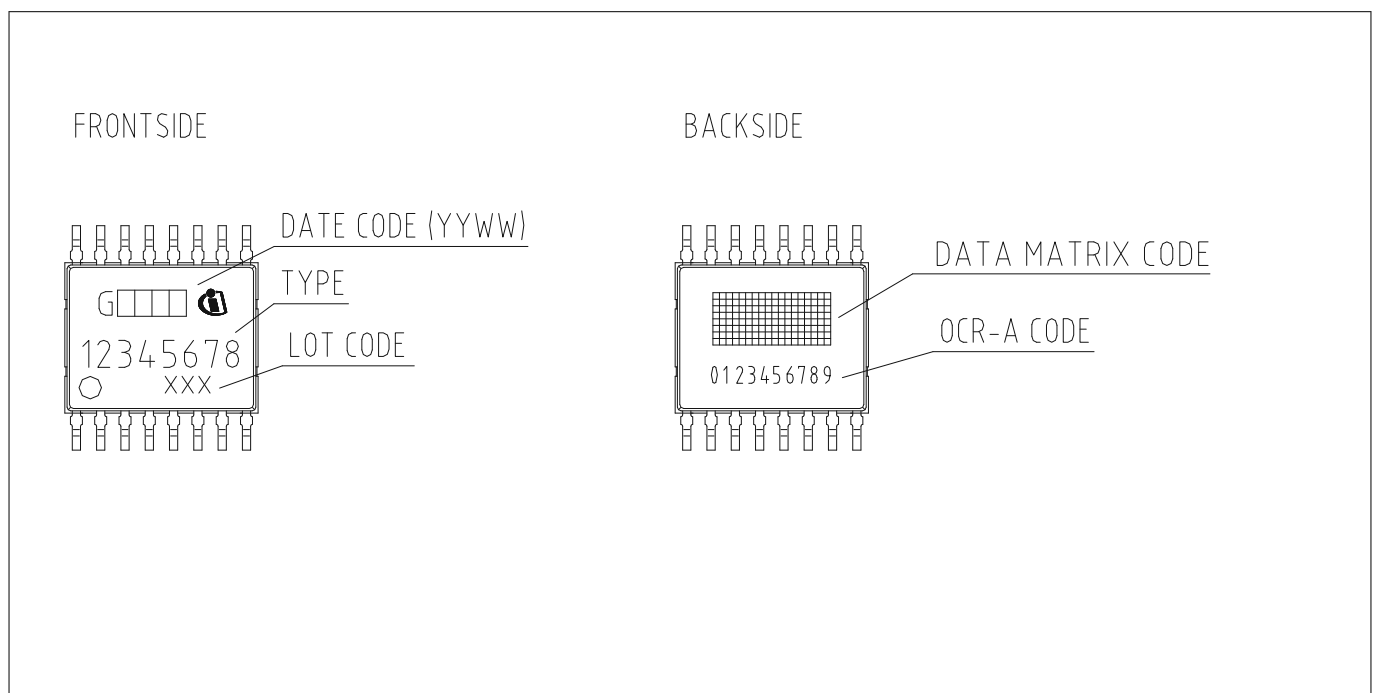 FRONTSIDE
BACKSIDE
DATE CODE (YYWW)
TYPE
LOT CODE
G
12345678
XXX
DATA MATRIX CODE
OCR-A CODE
0123456789